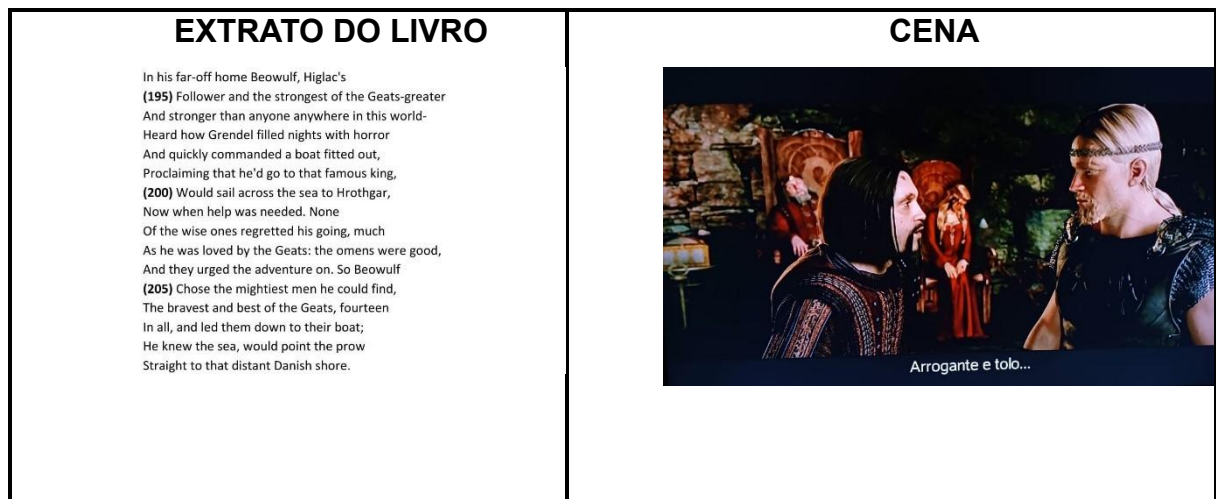 EXTRATO DO LIVRO
In his far-off home Beowulf, Higlac's
(195) Follower and the strongest of the Geats-greater
And stronger than anyone anywhere in this world-
Heard how Grendel filled nights with horror
And quickly commanded a boat fitted out,
Proclaiming that he'd go to that famous king,
(200) Would sail across the sea to Hrothgar,
Now when help was needed. None
Of the wise ones regretted his going, much
As he was loved by the Geats: the omens were good,
And they urged the adventure on. So Beowulf
(205) Chose the mightiest men he could find,
The bravest and best of the Geats, fourteen
In all, and led them down to their boat;
He knew the sea, would point the prow
Straight to that distant Danish shore.
CENA
Arrogante e tolo...